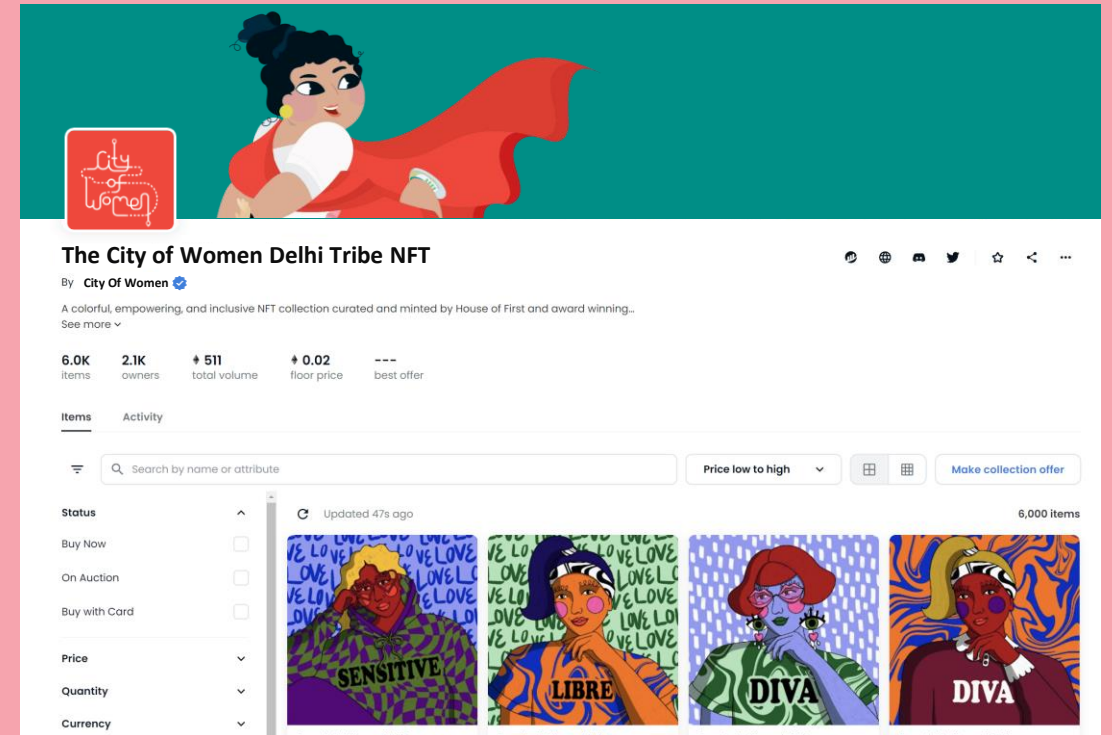 City
of
Women
The City of Women Delhi Tribe NFT
By City Of Women
A colorful, empowering, and inclusive NFT collection curated and minted by House of First and award winning...
See more
6.0K 2.1K 511 0.02 ---
items owners total volume floor price best offer
Items Activity
Search by name or attribute Price low to high Make collection offer
Status
Updated 47s ago 6,000 items
Buy Now
On Auction
Buy with Card
Price
Quantity
Currency
SENSITIVE
LIBRE
DIVA
DIVA